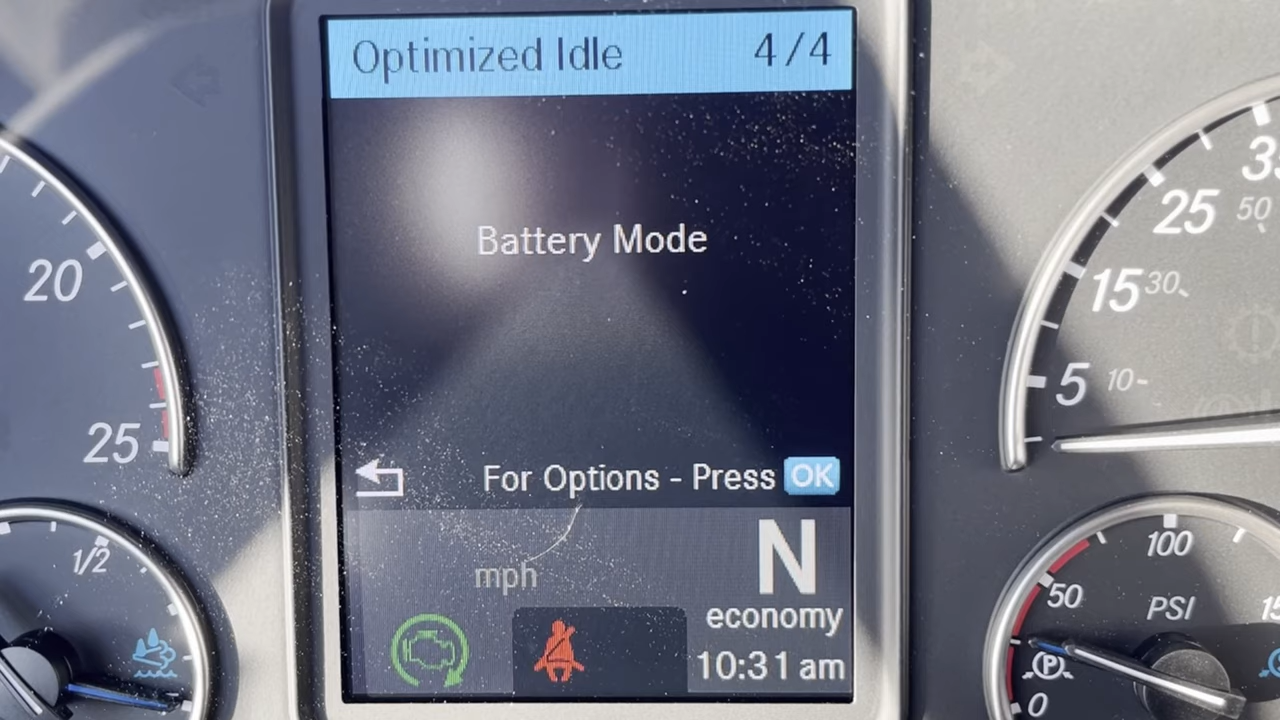 Optimized Idle 4/4
Battery Mode
For Options - Press OK
mph
N
economy
10:31 am
20
25
1/2
25
50
15
30
5
10
100
50
PSI
P
0